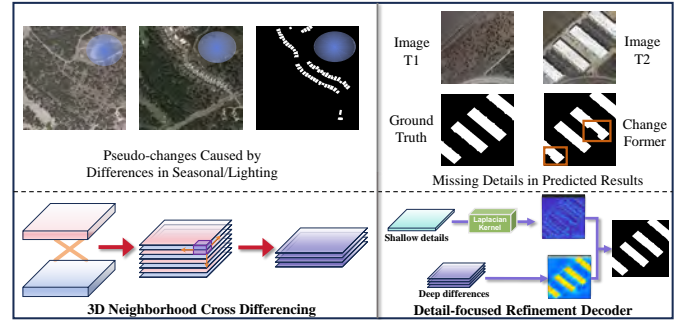 Pseudo-changes Caused by
Differences in Seasonal/Lighting
Image
T1
Image
T2
Ground
Truth
Change
Former
Missing Details in Predicted Results
3D Neighborhood Cross Differencing
Shallow details
Laplacian
Kernel
Deep differences
Detail-focused Refinement Decoder